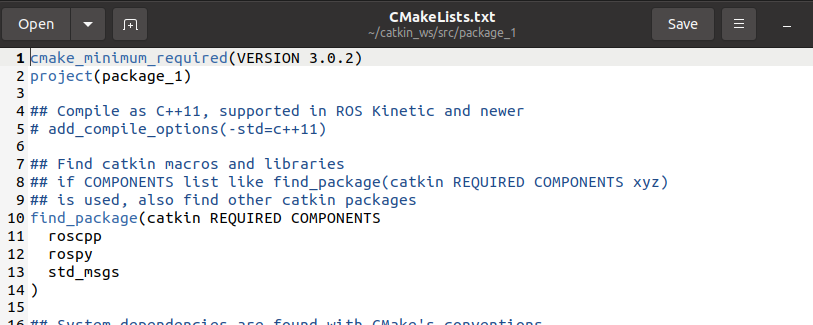 Open
CMakeLists.txt
~/catkin_ws/src/package_1
Save
1 cmake_minimum_required(VERSION 3.0.2)
2 project(package_1)
3
4 ## Compile as C++11, supported in ROS Kinetic and newer
5 # add_compile_options(-std=c++11)
6
7 ## Find catkin macros and libraries
8 ## if COMPONENTS list like find_package(catkin REQUIRED COMPONENTS xyz)
9 ## is used, also find other catkin packages
10 find_package(catkin REQUIRED COMPONENTS
11   roscpp
12   rospy
13   std_msgs
14 )
15
16 ## System dependencies are found with CMake's conventions